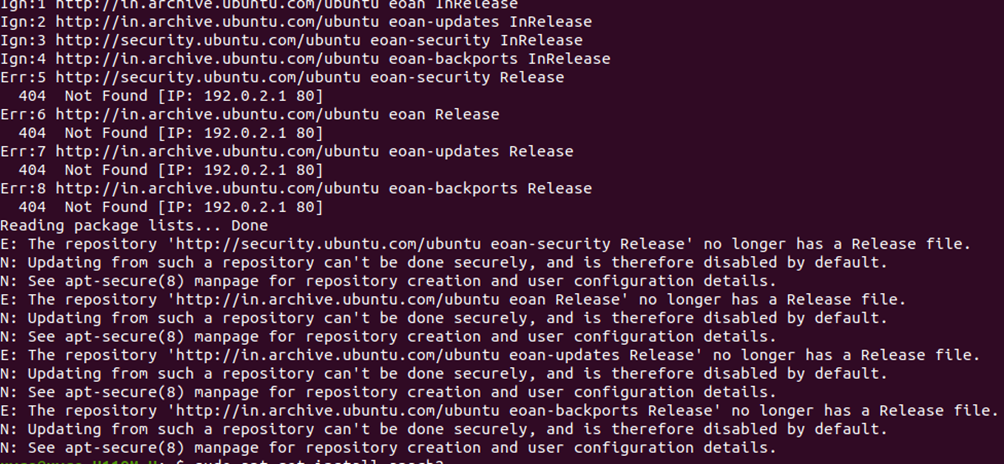 Ign:1 http://in.archive.ubuntu.com/ubuntu eoan InRelease
Ign:2 http://in.archive.ubuntu.com/ubuntu eoan-updates InRelease
Ign:3 http://security.ubuntu.com/ubuntu eoan-security InRelease
Ign:4 http://in.archive.ubuntu.com/ubuntu eoan-backports InRelease
Err:5 http://security.ubuntu.com/ubuntu eoan-security Release
  404  Not Found [IP: 192.0.2.1 80]
Err:6 http://in.archive.ubuntu.com/ubuntu eoan Release
  404  Not Found [IP: 192.0.2.1 80]
Err:7 http://in.archive.ubuntu.com/ubuntu eoan-updates Release
  404  Not Found [IP: 192.0.2.1 80]
Err:8 http://in.archive.ubuntu.com/ubuntu eoan-backports Release
  404  Not Found [IP: 192.0.2.1 80]
Reading package lists... Done
E: The repository 'http://security.ubuntu.com/ubuntu eoan-security Release' no longer has a Release file.
N: Updating from such a repository can't be done securely, and is therefore disabled by default.
N: See apt-secure(8) manpage for repository creation and user configuration details.
E: The repository 'http://in.archive.ubuntu.com/ubuntu eoan Release' no longer has a Release file.
N: Updating from such a repository can't be done securely, and is therefore disabled by default.
N: See apt-secure(8) manpage for repository creation and user configuration details.
E: The repository 'http://in.archive.ubuntu.com/ubuntu eoan-updates Release' no longer has a Release file.
N: Updating from such a repository can't be done securely, and is therefore disabled by default.
N: See apt-secure(8) manpage for repository creation and user configuration details.
E: The repository 'http://in.archive.ubuntu.com/ubuntu eoan-backports Release' no longer has a Release file.
N: Updating from such a repository can't be done securely, and is therefore disabled by default.
N: See apt-secure(8) manpage for repository creation and user configuration details.
$ sudo apt-get install